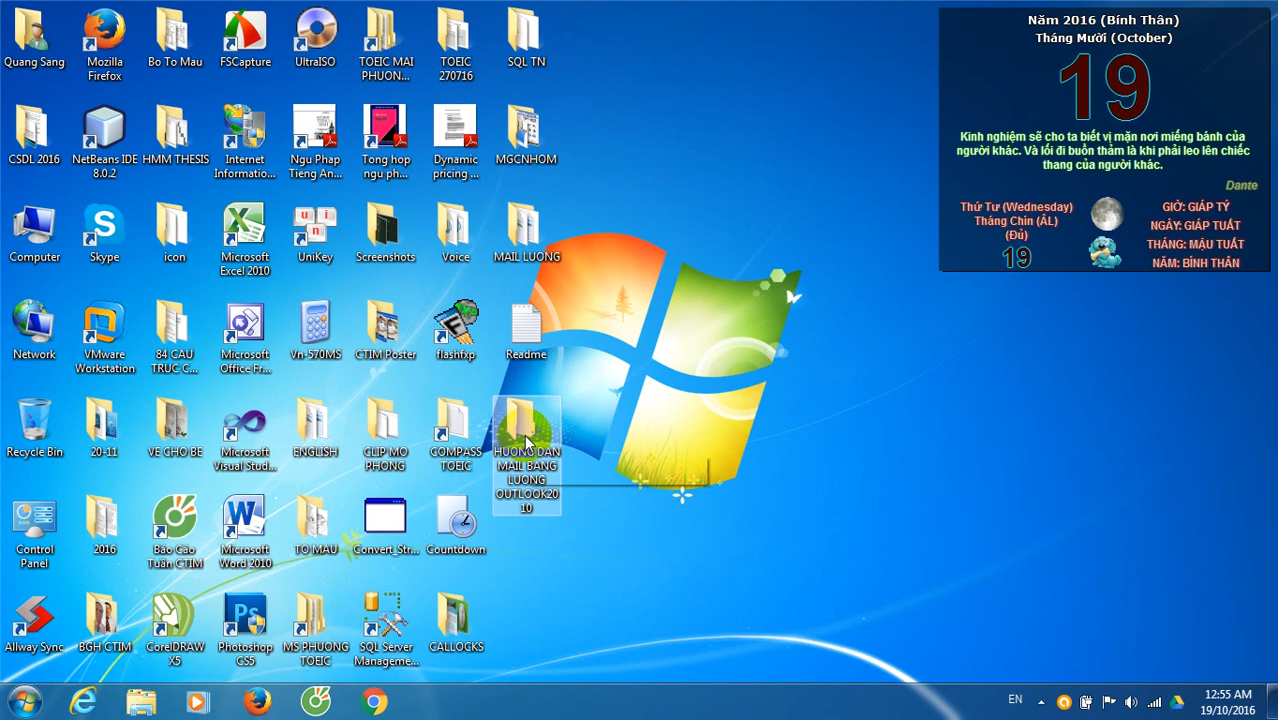 Quang Sang
Mozilla
Firefox
Bo To Mau
FSCapture
UltraISO
TOEIC MAI
PHUON...
TOEIC
270716
SQL TN
CSDL 2016
NetBeans IDE
8.0.2
HMM THESIS
Internet
Informatio...
Ngu Phap
Tieng An...
Tong hop
ngu ph...
Dynamic
pricing ...
MGCNHOM
Computer
Skype
icon
Microsoft
Excel 2010
UniKey
Screenshots
Voice
MAIL LUONG
Network
VMware
Workstation
84 CAU
TRUC C...
Microsoft
Office Fr...
Vn-570MS
CTIM Poster
flashfxp
Readme
Recycle Bin
20-11
VE CHO BE
Microsoft
Visual Stud...
ENGLISH
CLIP MO
PHONG
COMPASS
TOEIC
HUONG DAN
MAIL BANG
LUONG
OUTLOOK20
10
Control
Panel
2016
Báo Cáo
Tuần CTIM
Microsoft
Word 2010
TO MAU
Convert_Str...
Countdown
Allway Sync
BGH CTIM
CorelDRAW
X5
Photoshop
CS5
MS PHUONG
TOEIC
SQL Server
Manageme...
CALLOCKS
Năm 2016 (Bính Thân)
Tháng Mười (October)
19
Kinh nghiệm sẽ cho ta biết vị mặn nơi miếng bánh của
người khác. Và lối đi buồn thảm là khi phải leo lên chiếc
thang của người khác.
Dante
Thứ Tư (Wednesday)
Tháng Chín (ÂL)
(Đủ)
19
GIỜ: GIÁP TÝ
NGÀY: GIÁP TUẤT
THÁNG: MẬU TUẤT
NĂM: BÍNH THÂN
EN
12:55 AM
19/10/2016